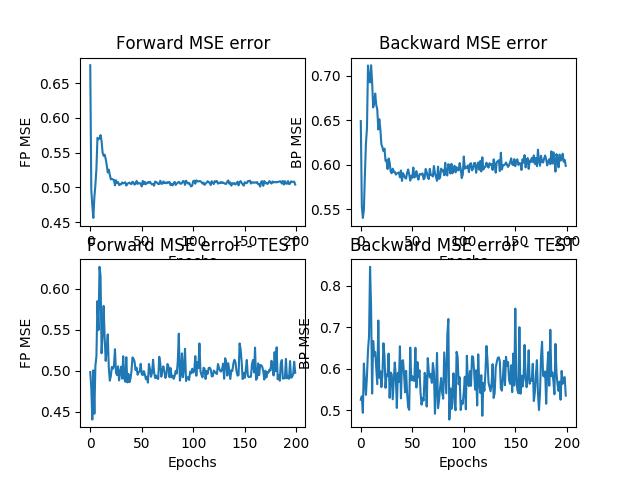 Forward MSE error
Backward MSE error
FP MSE
0.65
0.60
0.55
0.50
0.45
0 50 100 150 200
Epochs
BP MSE
0.70
0.65
0.60
0.55
0 50 100 150 200
Epochs
Forward MSE error - TEST
Backward MSE error - TEST
FP MSE
0.60
0.55
0.50
0.45
0 50 100 150 200
Epochs
BP MSE
0.8
0.7
0.6
0.5
0 50 100 150 200
Epochs